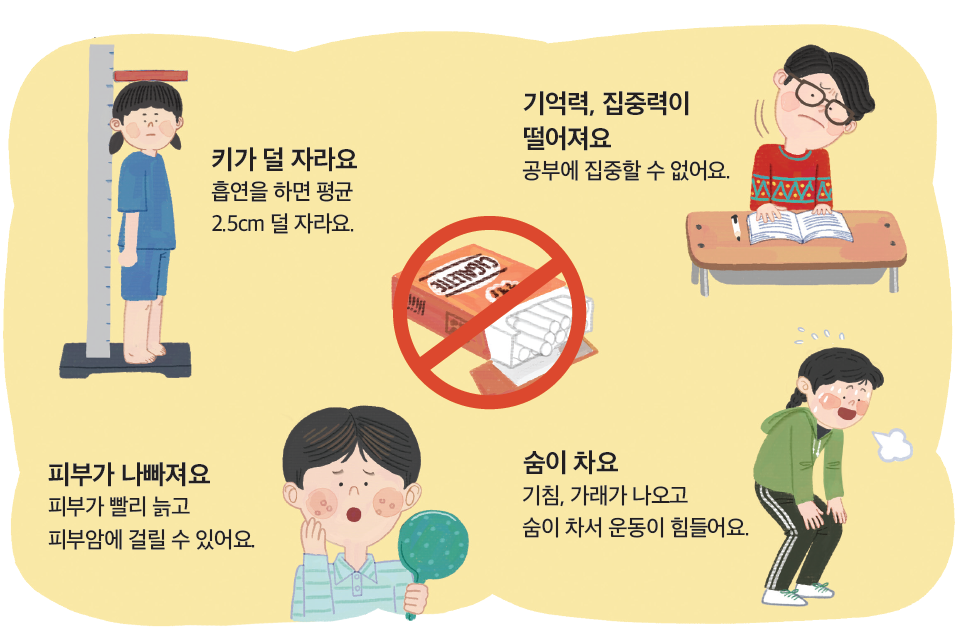 키가 덜 자라요
흡연을 하면 평균
2.5cm 덜 자라요.
기억력, 집중력이
떨어져요
공부에 집중할 수 없어요.
CIGARETTE
피부가 나빠져요
피부가 빨리 늙고
피부암에 걸릴 수 있어요.
숨이 차요
기침, 가래가 나오고
숨이 차서 운동이 힘들어요.